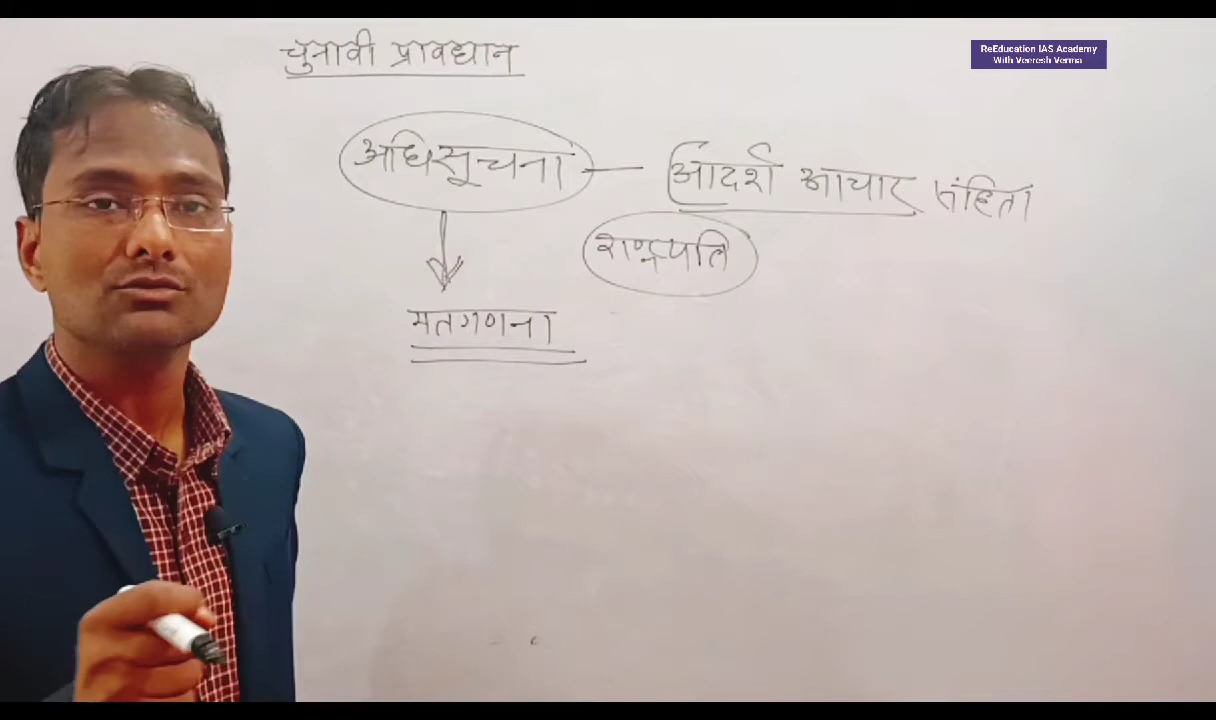 चुनावी प्रावधान
ReEducation IAS Academy
With Veeresh Verma
अधिसूचना — आदर्श आचार संहिता
राष्ट्रपति
मतगणना